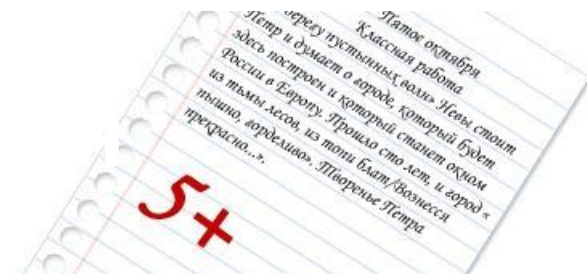 Пятое октября
Классная работа
берегу пустынных волн» Невы стоит
Петр и думает о городе, который будет
здесь построен и который станет окном
России в Европу. Прошло сто лет, и город «
из тьмы лесов, из топи блат/Вознесся
пышно, горделиво». Творенье Петра
прекрасно...».
5+